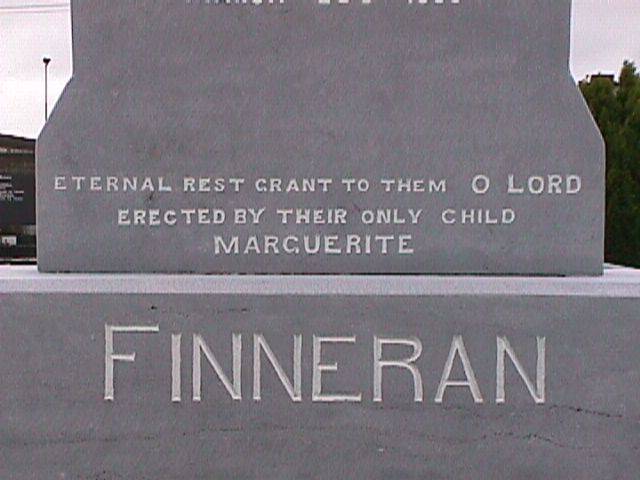 ETERNAL REST GRANT TO THEM O LORD
ERECTED BY THEIR ONLY CHILD
MARGUERITE
FINNERAN